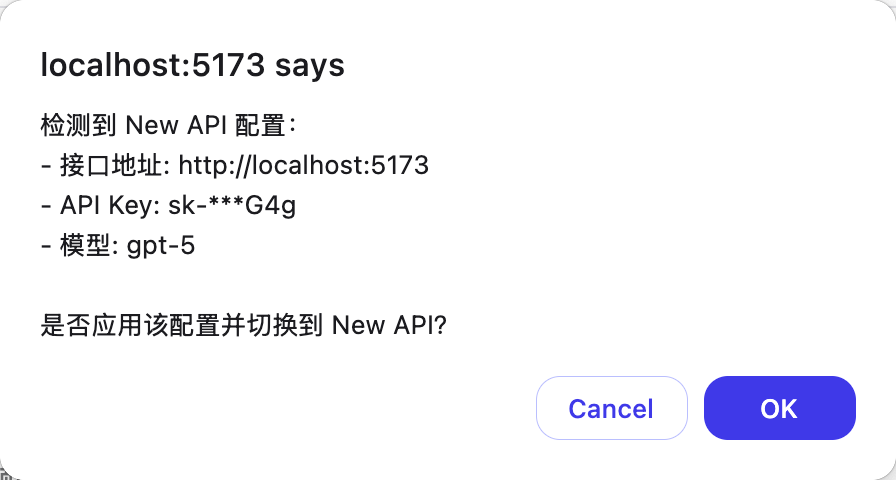 localhost:5173 says
检测到 New API 配置：
- 接口地址: http://localhost:5173
- API Key: sk-***G4g
- 模型: gpt-5
是否应用该配置并切换到 New API?
Cancel
OK